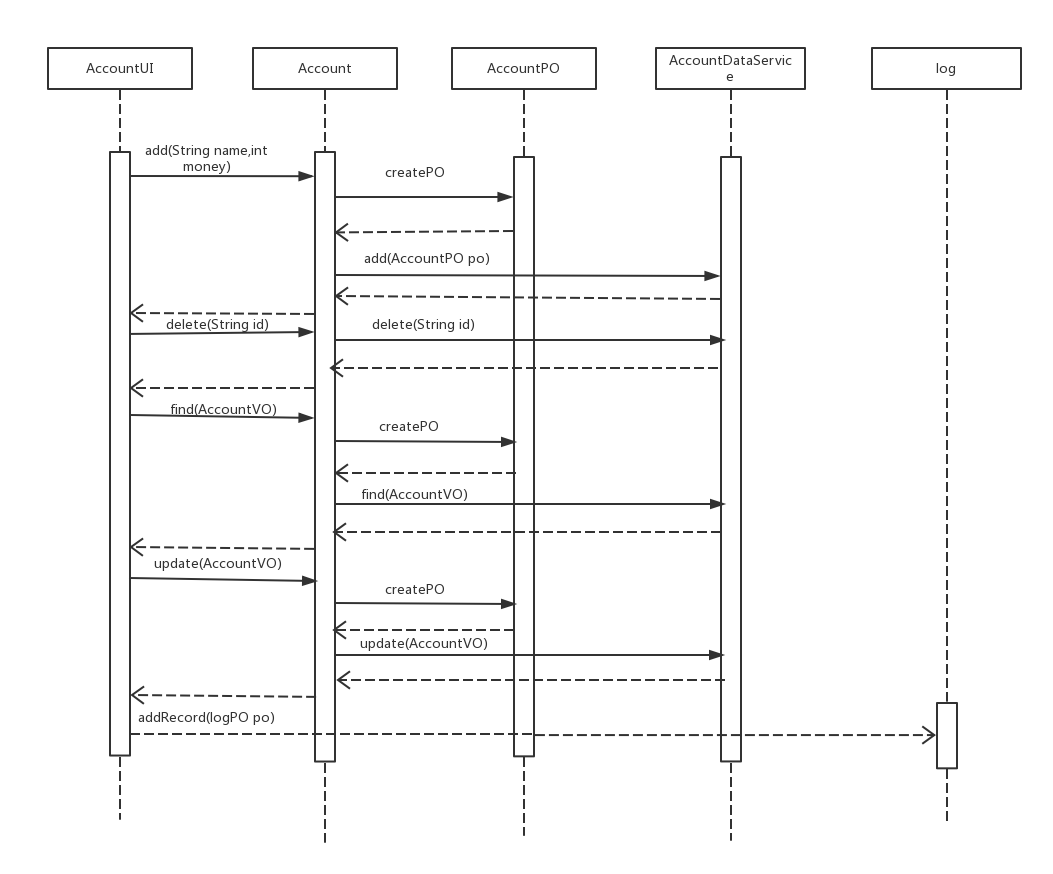 AccountUI
Account
AccountPO
AccountDataServic
e
log
add(String name,int
money)
createPO
add(AccountPO po)
delete(String id)
delete(String id)
find(AccountVO)
createPO
find(AccountVO)
update(AccountVO)
createPO
update(AccountVO)
addRecord(logPO po)